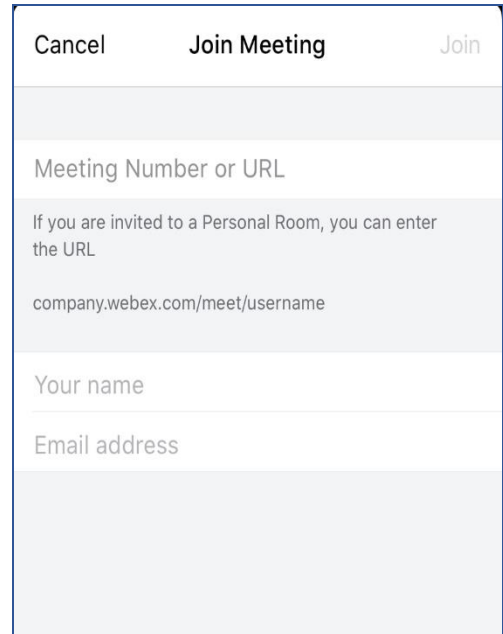 Cancel Join Meeting Join
Meeting Number or URL
If you are invited to a Personal Room, you can enter
the URL
company.webex.com/meet/username
Your name
Email address